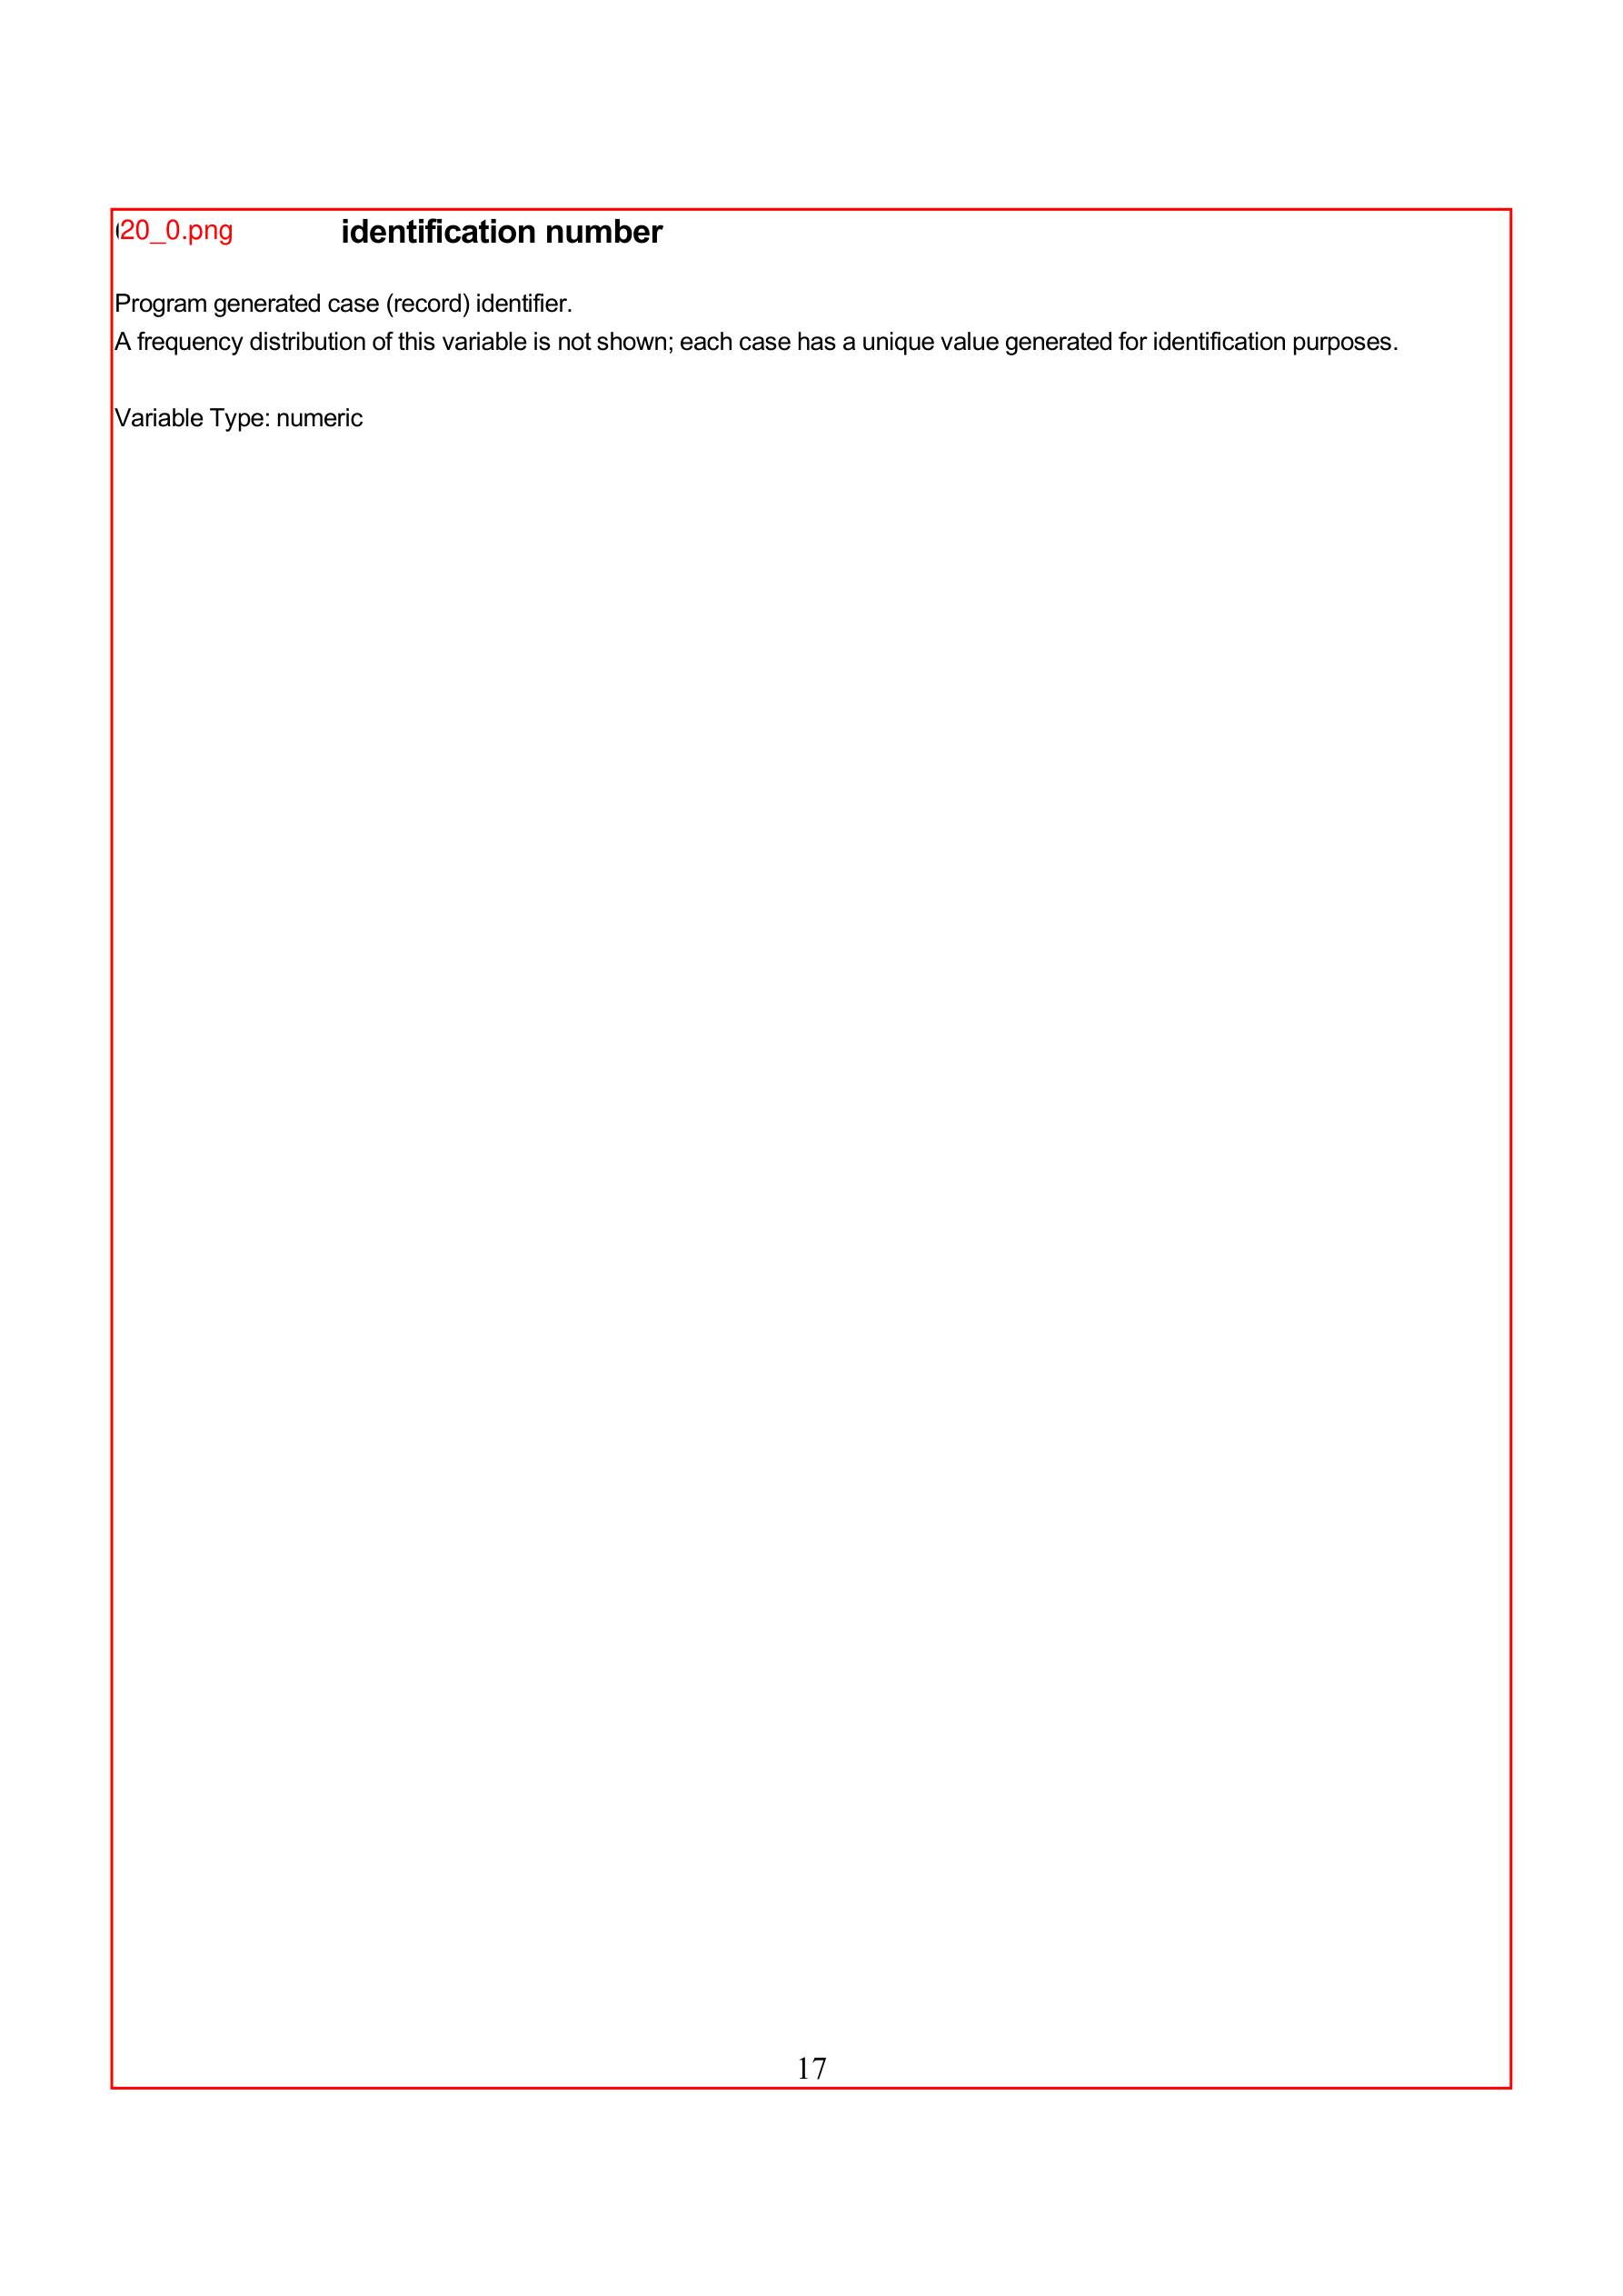 20_0.png identification number
Program generated case (record) identifier.
A frequency distribution of this variable is not shown; each case has a unique value generated for identification purposes.
Variable Type: numeric
17